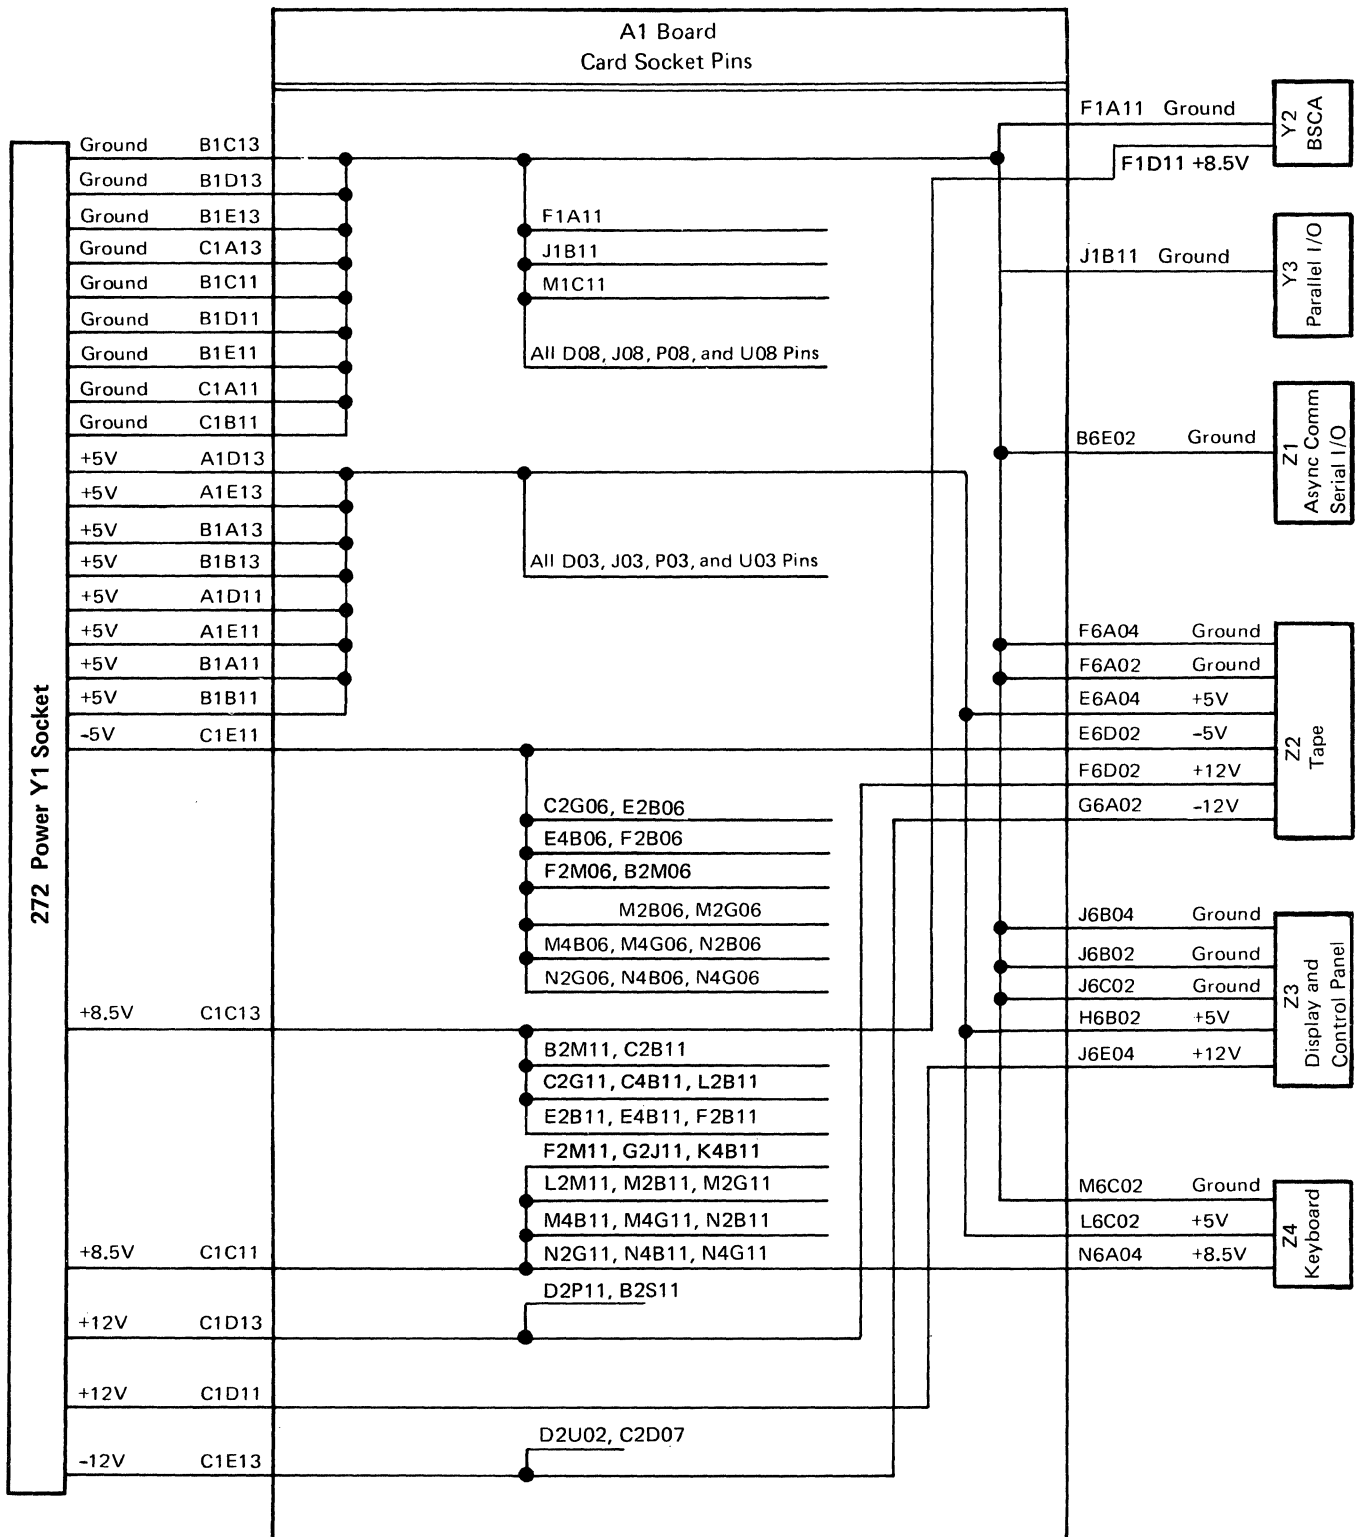 A1 Board
Card Socket Pins
272 Power Y1 Socket
Ground B1C13
Ground B1D13
Ground B1E13
Ground C1A13
Ground B1C11
Ground B1D11
Ground B1E11
Ground C1A11
Ground C1B11
+5V A1D13
+5V A1E13
+5V B1A13
+5V B1B13
+5V A1D11
+5V A1E11
+5V B1A11
+5V B1B11
-5V C1E11
+8.5V C1C13
+8.5V C1C11
+12V C1D13
+12V C1D11
-12V C1E13
F1A11
J1B11
M1C11
All D08, J08, P08, and U08 Pins
All D03, J03, P03, and U03 Pins
C2G06, E2B06
E4B06, F2B06
F2M06, B2M06
M2B06, M2G06
M4B06, M4G06, N2B06
N2G06, N4B06, N4G06
B2M11, C2B11
C2G11, C4B11, L2B11
E2B11, E4B11, F2B11
F2M11, G2J11, K4B11
L2M11, M2B11, M2G11
M4B11, M4G11, N2B11
N2G11, N4B11, N4G11
D2P11, B2S11
D2U02, C2D07
F1A11 Ground
F1D11 +8.5V
Y2
BSCA
J1B11 Ground
Y3
Parallel I/O
B6E02 Ground
Z1
Async Comm
Serial I/O
F6A04 Ground
F6A02 Ground
E6A04 +5V
E6D02 -5V
F6D02 +12V
G6A02 -12V
Z2
Tape
J6B04 Ground
J6B02 Ground
J6C02 Ground
H6B02 +5V
J6E04 +12V
Z3
Display and
Control Panel
M6C02 Ground
L6C02 +5V
N6A04 +8.5V
Z4
Keyboard